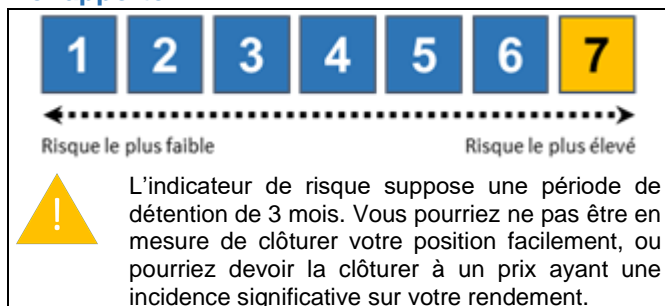 1 2 3 4 5 6 7
Risque le plus faible Risque le plus élevé
!
L’indicateur de risque suppose une période de
détention de 3 mois. Vous pourriez ne pas être en
mesure de clôturer votre position facilement, ou
pourriez devoir la clôturer à un prix ayant une
incidence significative sur votre rendement.